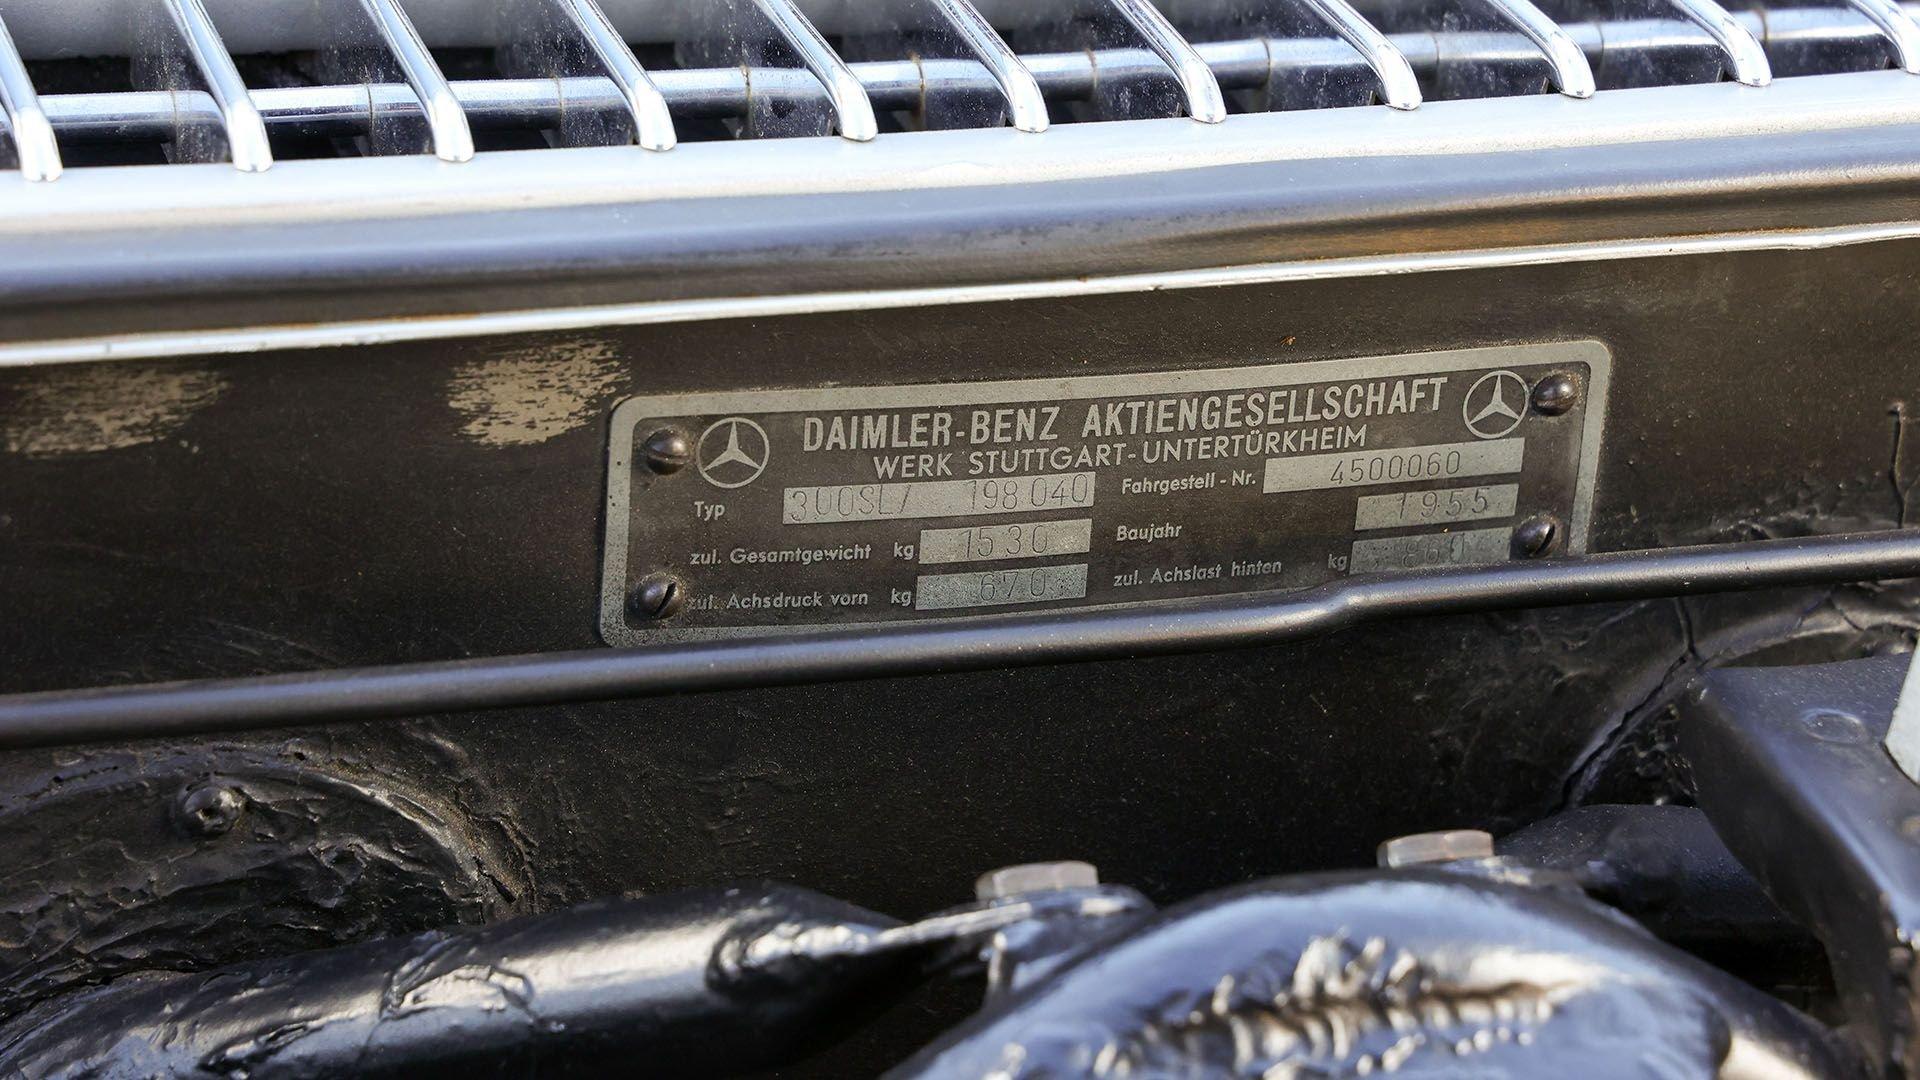 DAIMLER-BENZ AKTIENGESELLSCHAFT
WERK STUTTGART-UNTERTÜRKHEIM
Typ 300SL/ 198 040 Fahrgestell-Nr. 4500060
zul. Gesamtgewicht kg 1530 Baujahr 1955
zul. Achsdruck vorn kg 670 zul. Achslast hinten kg 860